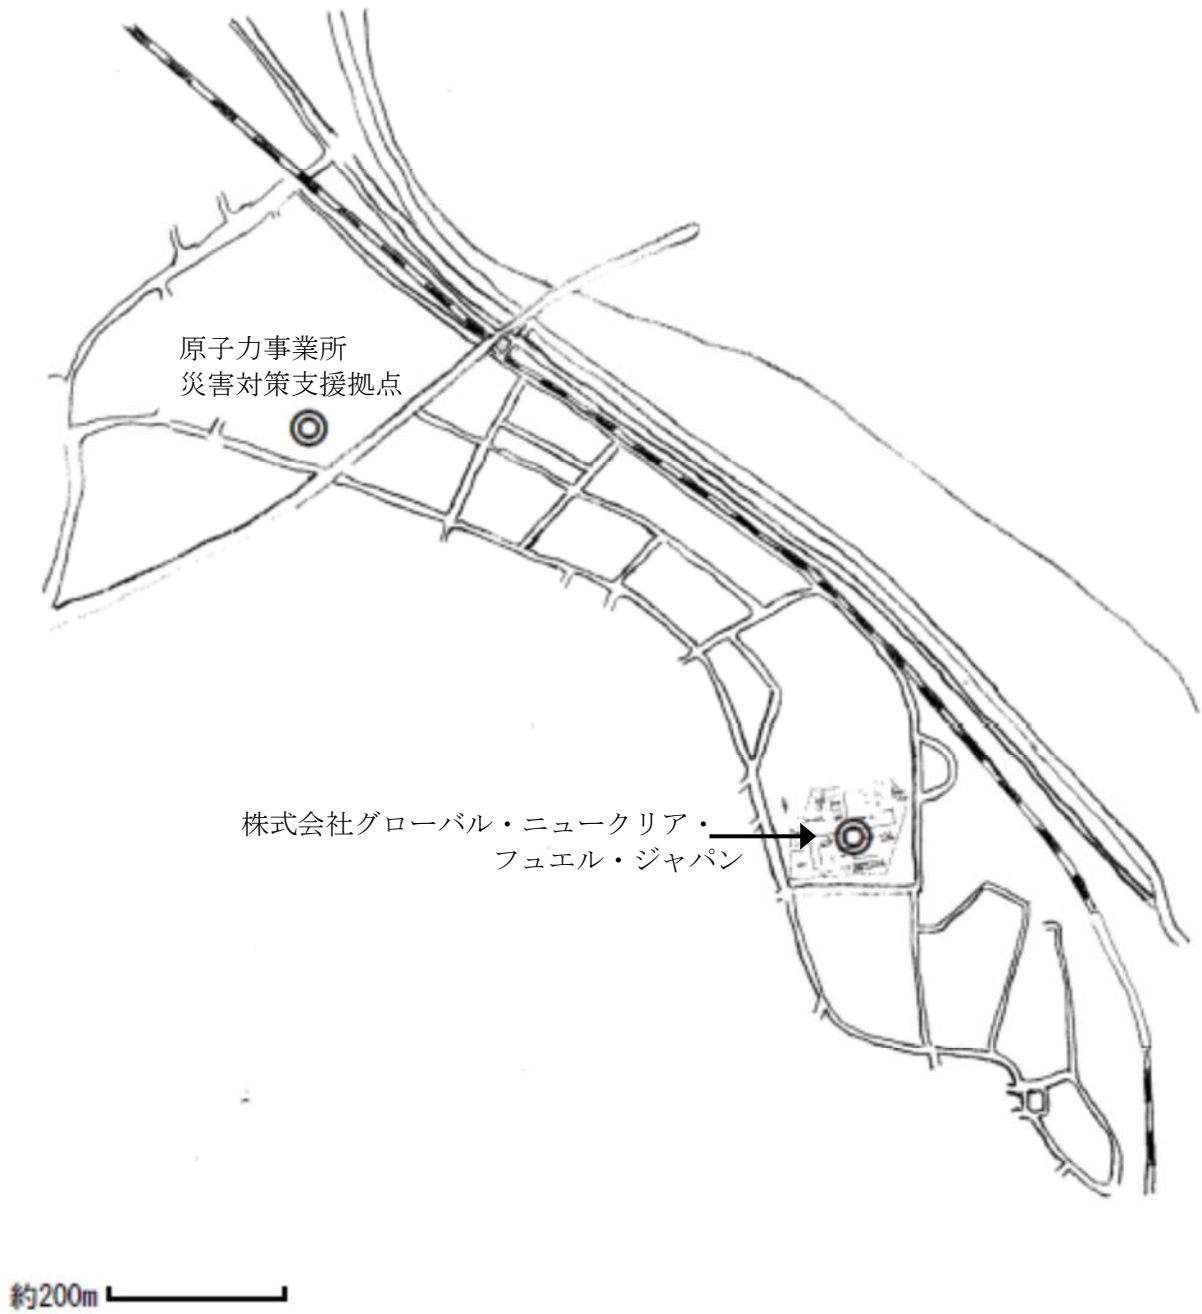 原子力事業所
災害対策支援拠点
株式会社グローバル・ニュークリア・
フュエル・ジャパン
約200m